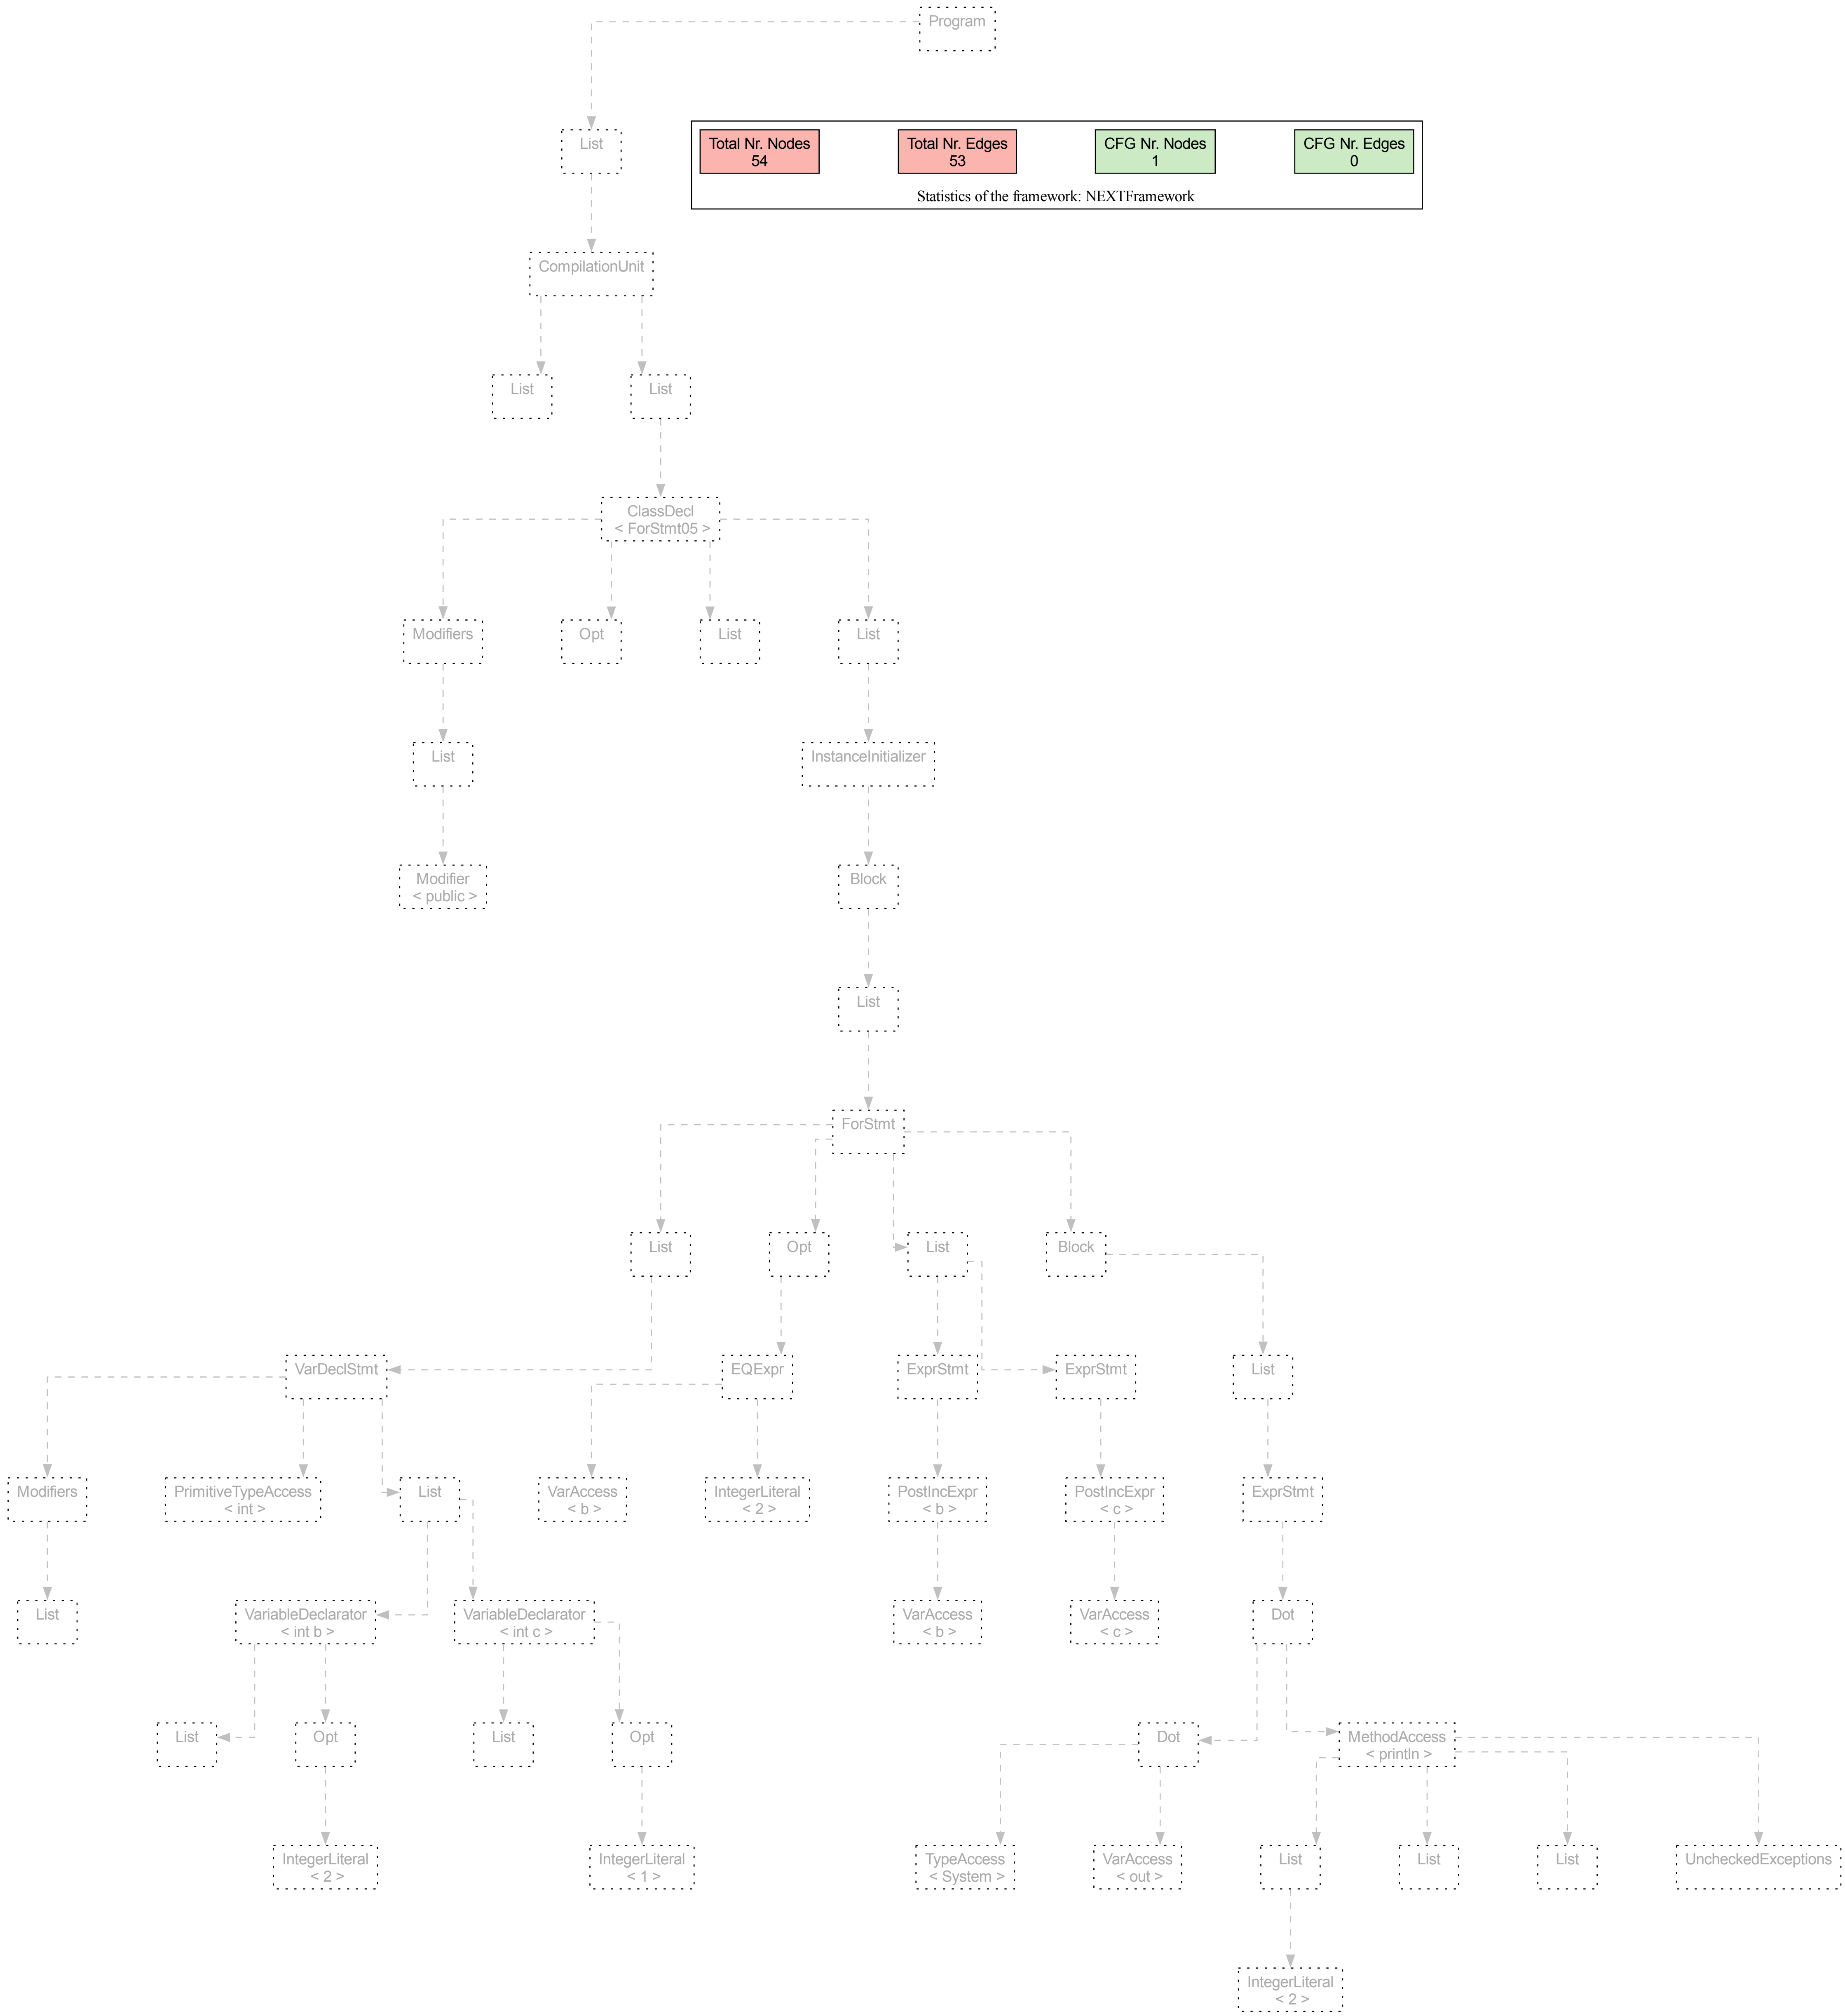 Program
List
Total Nr. Nodes
54
Total Nr. Edges
53
CFG Nr. Nodes
1
CFG Nr. Edges
0
Statistics of the framework: NEXTFramework
CompilationUnit
List
List
ClassDecl
< ForStmt05 >
Modifiers
Opt
List
List
List
InstanceInitializer
Modifier
< public >
Block
List
ForStmt
List
Opt
List
Block
VarDeclStmt
EQExpr
ExprStmt
ExprStmt
List
Modifiers
PrimitiveTypeAccess
< int >
List
VarAccess
< b >
IntegerLiteral
< 2 >
PostIncExpr
< b >
PostIncExpr
< c >
ExprStmt
List
VariableDeclarator
< int b >
VariableDeclarator
< int c >
VarAccess
< b >
VarAccess
< c >
Dot
List
Opt
List
Opt
Dot
MethodAccess
< println >
IntegerLiteral
< 2 >
IntegerLiteral
< 1 >
TypeAccess
< System >
VarAccess
< out >
List
List
List
UncheckedExceptions
IntegerLiteral
< 2 >